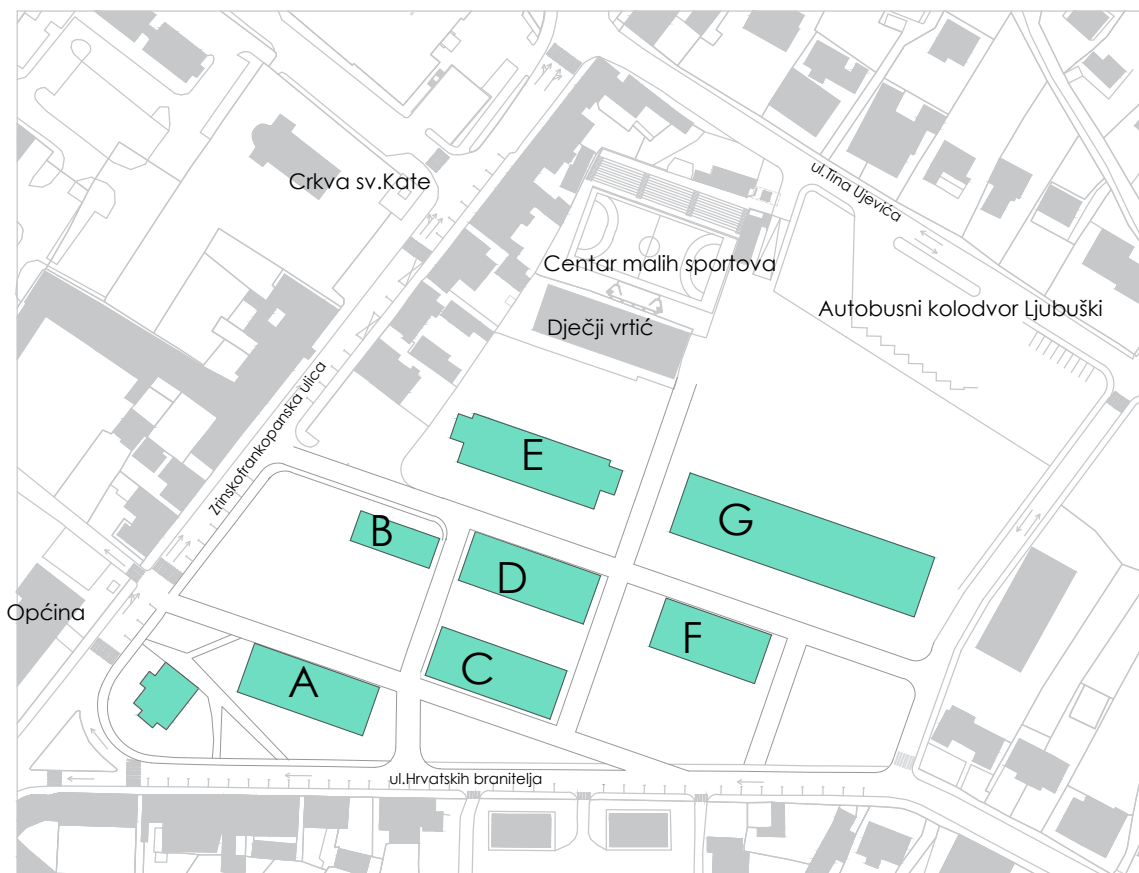 Crkva sv.Kate
ul.Tina Ujevića
Centar malih sportova
Autobusni kolodvor Ljubuški
Dječji vrtić
Zrinskofrankopanska ulica
E
G
B
D
Općina
F
C
A
ul.Hrvatskih branitelja